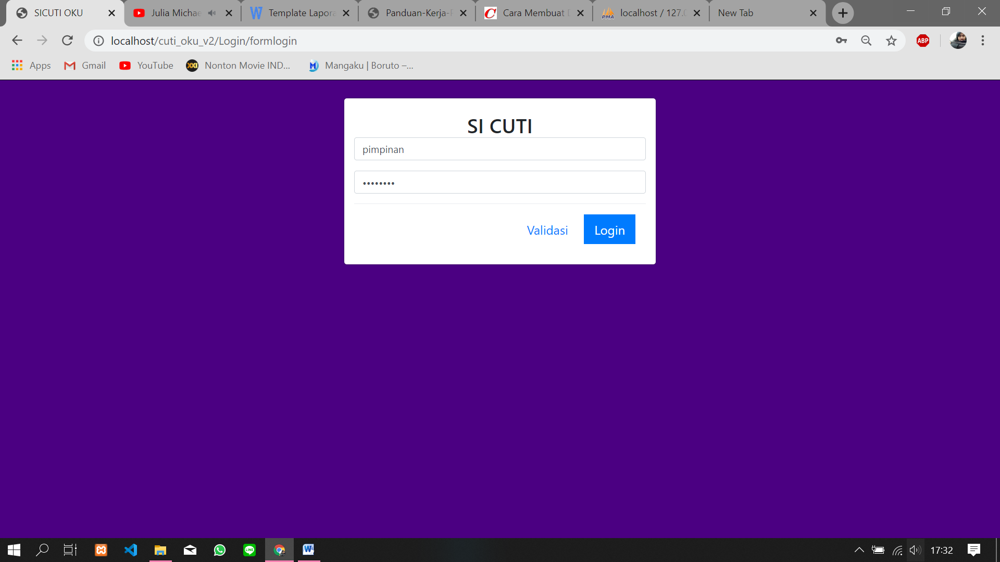 SICUTI OKU
Julia Michae
Template Lapora
Panduan-Kerja-P
Cara Membuat D
localhost / 127.0
New Tab
localhost/cuti_oku_v2/Login/formlogin
ABP
Apps
Gmail
YouTube
Nonton Movie IND...
Mangaku | Boruto –...
SI CUTI
pimpinan
••••••••
Validasi
Login
17:32